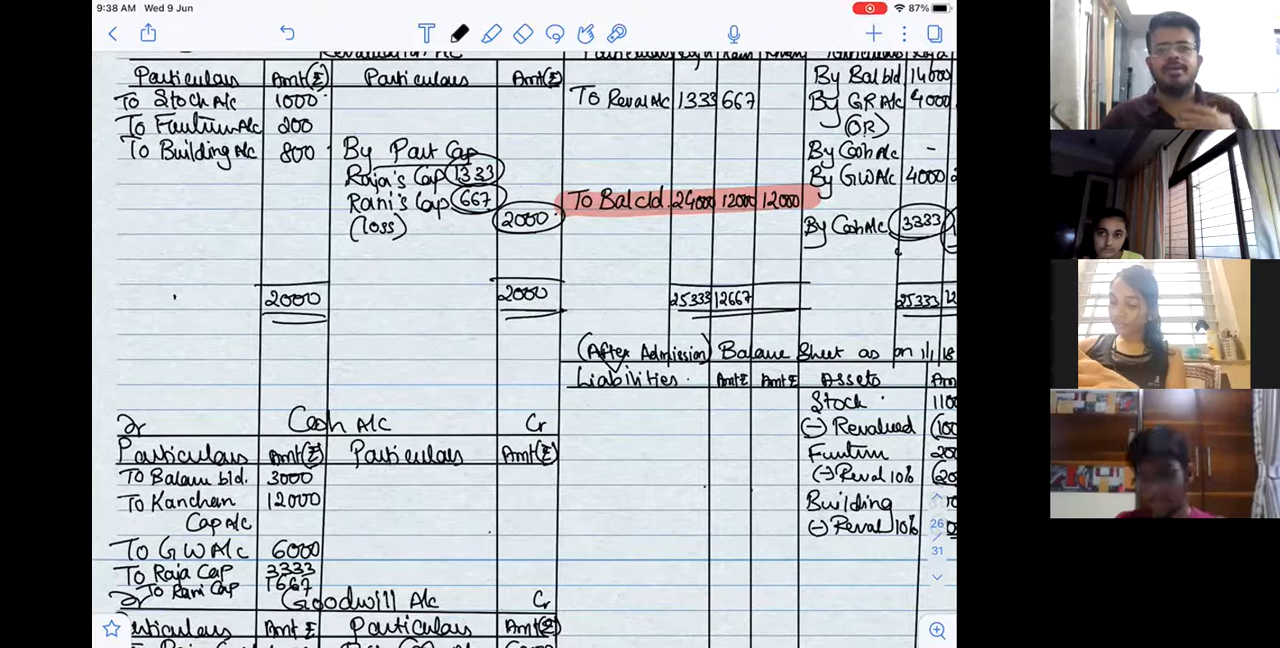 9:38 AM Wed 9 Jun
87%
Particulars Amt(₹) Particulars Amt(₹)
To Stock A/c 1000
To Furniture A/c 200
To Building A/c 800 By Part Cap
Raja's Cap 1333
Rani's Cap 667
(loss) 2000
2000 2000
To Reval A/c 1333 667
To Bal c/d. 24000 12000 12000
25333 12667
By Bal b/d 14000
By GR A/c 4000
(OR)
By Cash A/c -
By GW A/c 4000
By Cash A/c 3333
25333
(After Admission) Balance Sheet as on 1/1/18
Liabilities. Amt ₹ Amt ₹ Assets
Stock
(-) Revalued
(-) Reval 10%
Building
(-) Reval 10%
Cash A/c Cr
Particulars Amt(₹) Particulars Amt(₹)
To Balance b/d. 3000
To Kanchan 12000
Cap A/c
To GW A/c 6000
To Raja Cap 3333
To Rani Cap 1667
Goodwill A/c Cr
Particulars Amt ₹ Particulars Amt(₹)
26
/
31